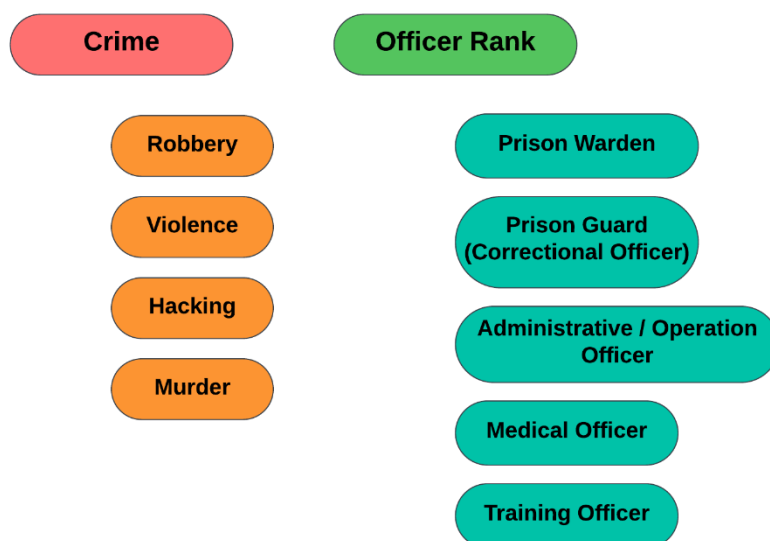 Crime
Officer Rank
Robbery
Violence
Hacking
Murder
Prison Warden
Prison Guard
(Correctional Officer)
Administrative / Operation
Officer
Medical Officer
Training Officer